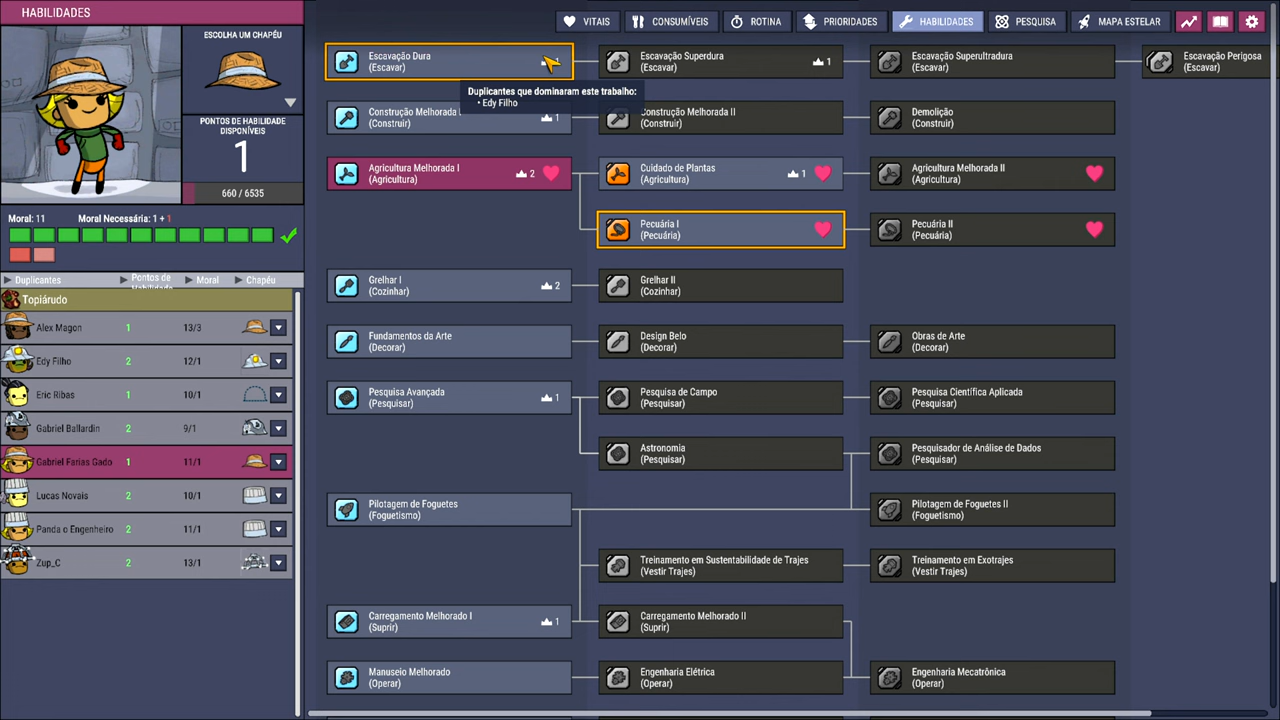 HABILIDADES
VITAIS
CONSUMÍVEIS
ROTINA
PRIORIDADES
HABILIDADES
PESQUISA
MAPA ESTELAR
ESCOLHA UM CHAPÉU
PONTOS DE HABILIDADE DISPONÍVEIS
1
660 / 6535
Moral: 11
Moral Necessária: 1 + 1
Duplicantes
Pontos de Habilidade
Moral
Chapéu
Topiárudo
Alex Magon 1 13/3
Edy Filho 2 12/1
Eric Ribas 1 10/1
Gabriel Ballardin 2 9/1
Gabriel Farias Gado 1 11/1
Lucas Novais 2 10/1
Panda o Engenheiro 2 11/1
Zup_C 2 13/1
Escavação Dura
(Escavar)
Escavação Superdura 1
(Escavar)
Escavação Superultradura
(Escavar)
Escavação Perigosa
(Escavar)
Duplicantes que dominaram este trabalho:
• Edy Filho
Construção Melhorada 1
(Construir)
Construção Melhorada II
(Construir)
Demolição
(Construir)
Agricultura Melhorada I 2
(Agricultura)
Cuidado de Plantas 1
(Agricultura)
Agricultura Melhorada II
(Agricultura)
Pecuária I
(Pecuária)
Pecuária II
(Pecuária)
Grelhar I 2
(Cozinhar)
Grelhar II
(Cozinhar)
Fundamentos da Arte
(Decorar)
Design Belo
(Decorar)
Obras de Arte
(Decorar)
Pesquisa Avançada 1
(Pesquisar)
Pesquisa de Campo
(Pesquisar)
Pesquisa Científica Aplicada
(Pesquisar)
Astronomia
(Pesquisar)
Pesquisador de Análise de Dados
(Pesquisar)
Pilotagem de Foguetes
(Foguetismo)
Pilotagem de Foguetes II
(Foguetismo)
Treinamento em Sustentabilidade de Trajes
(Vestir Trajes)
Treinamento em Exotrajes
(Vestir Trajes)
Carregamento Melhorado I 1
(Suprir)
Carregamento Melhorado II
(Suprir)
Manuseio Melhorado
(Operar)
Engenharia Elétrica
(Operar)
Engenharia Mecatrônica
(Operar)